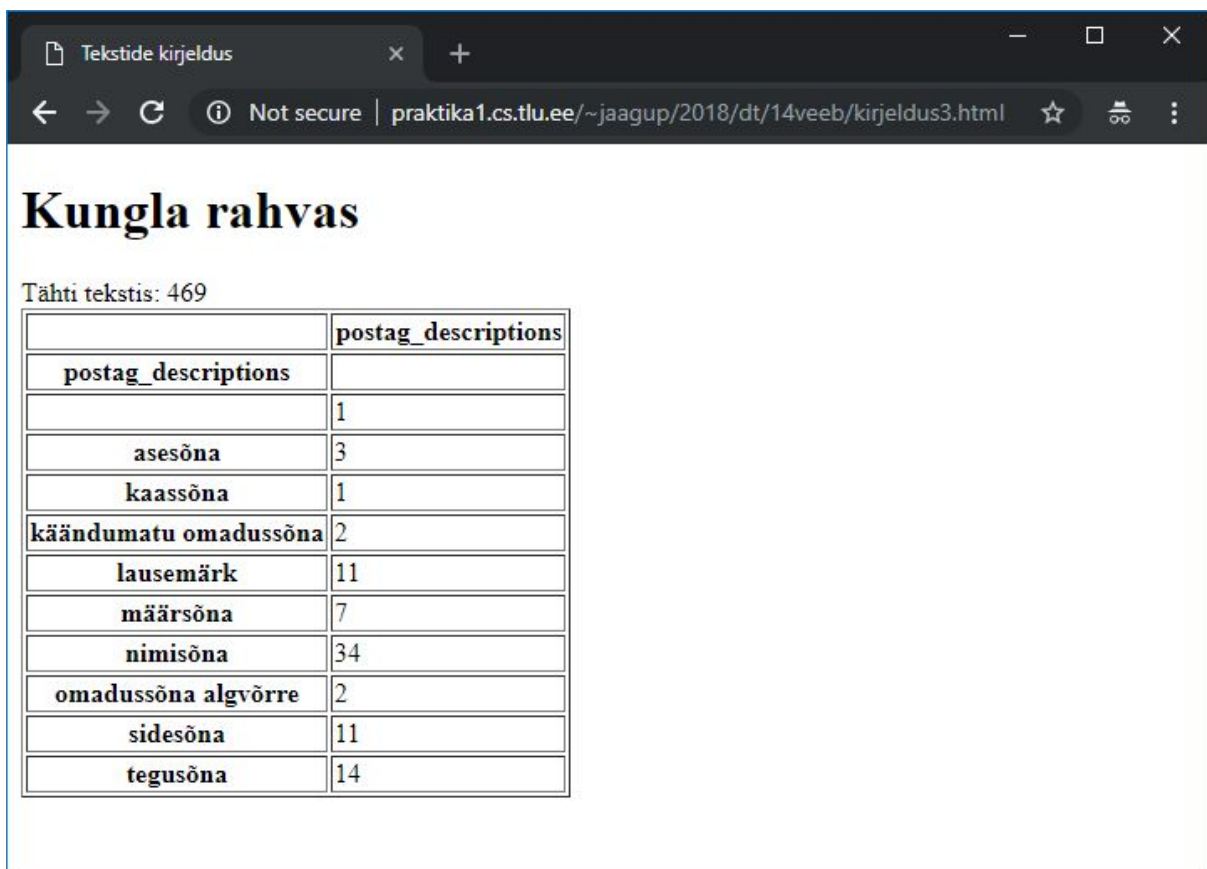 Tekstide kirjeldus
Not secure | praktika1.cs.tlu.ee/~jaagup/2018/dt/14veeb/kirjeldus3.html
Kungla rahvas
Tähti tekstis: 469
postag_descriptions
postag_descriptions
1
asesõna 3
kaassõna 1
käändumatu omadussõna 2
lausemärk 11
määrsõna 7
nimisõna 34
omadussõna algvõrre 2
sidesõna 11
tegusõna 14